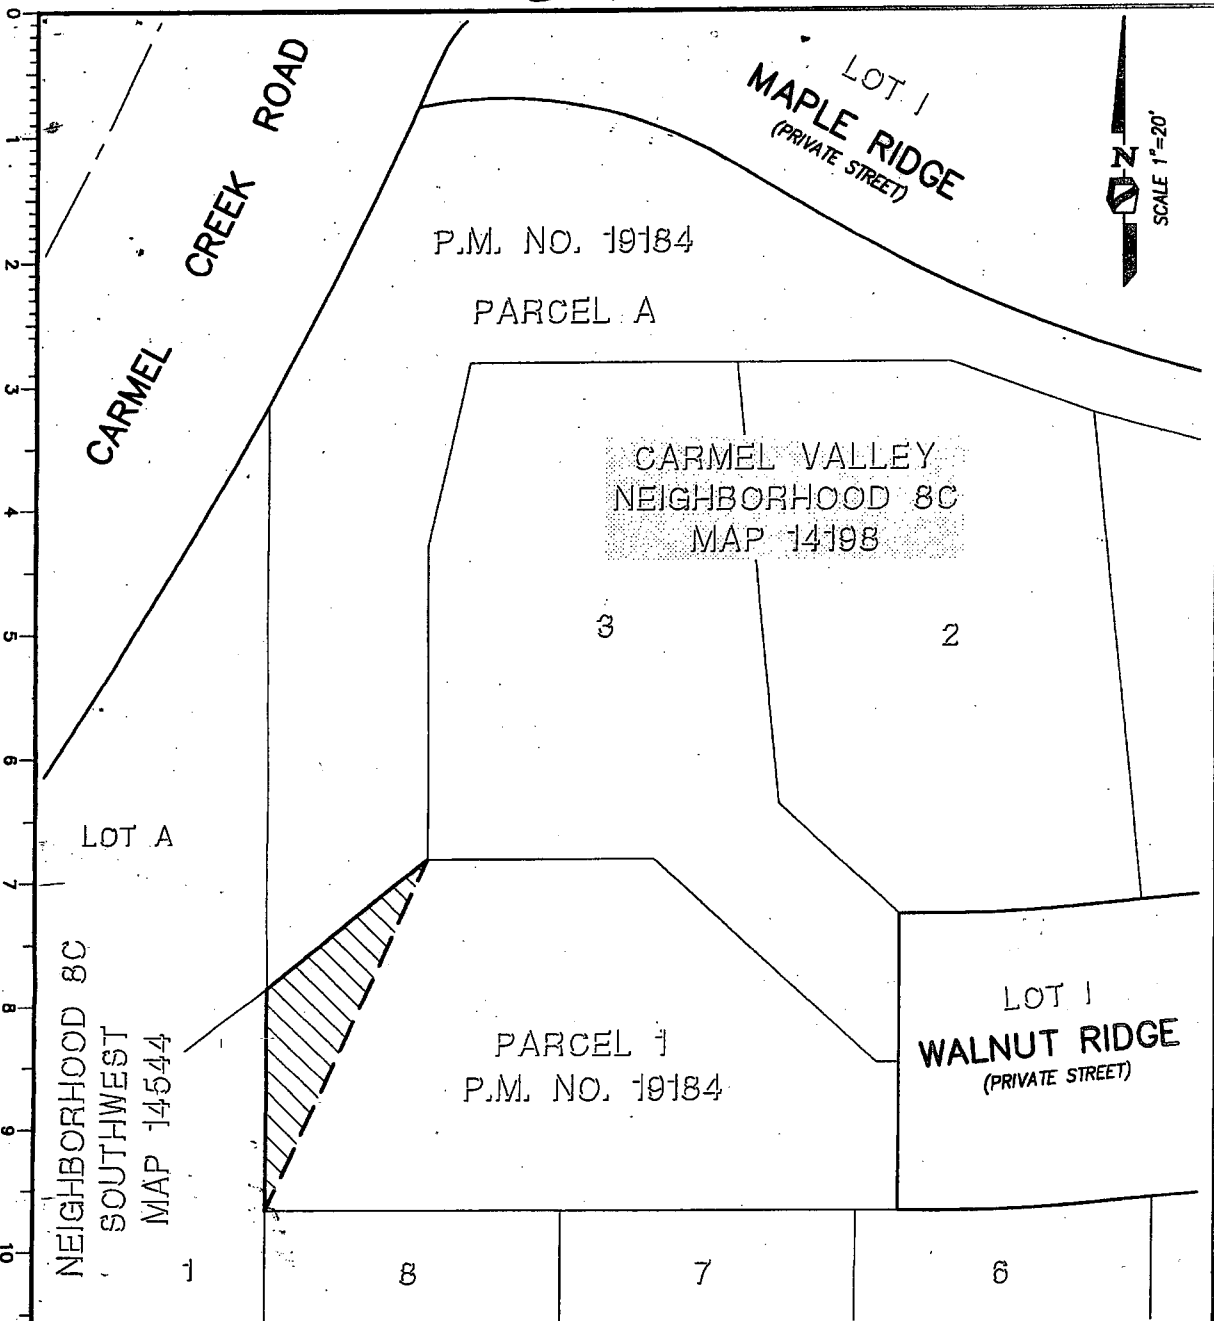 0
1
2
3
4
5
6
7
8
9
10
CARMEL CREEK ROAD
LOT 1
MAPLE RIDGE
(PRIVATE STREET)
N
SCALE 1"=20'
P.M. NO. 19184
PARCEL A
CARMEL VALLEY
NEIGHBORHOOD 8C
MAP 14198
3
2
LOT A
NEIGHBORHOOD 8C
SOUTHWEST
MAP 14544
PARCEL 1
P.M. NO. 19184
LOT 1
WALNUT RIDGE
(PRIVATE STREET)
1
8
7
6